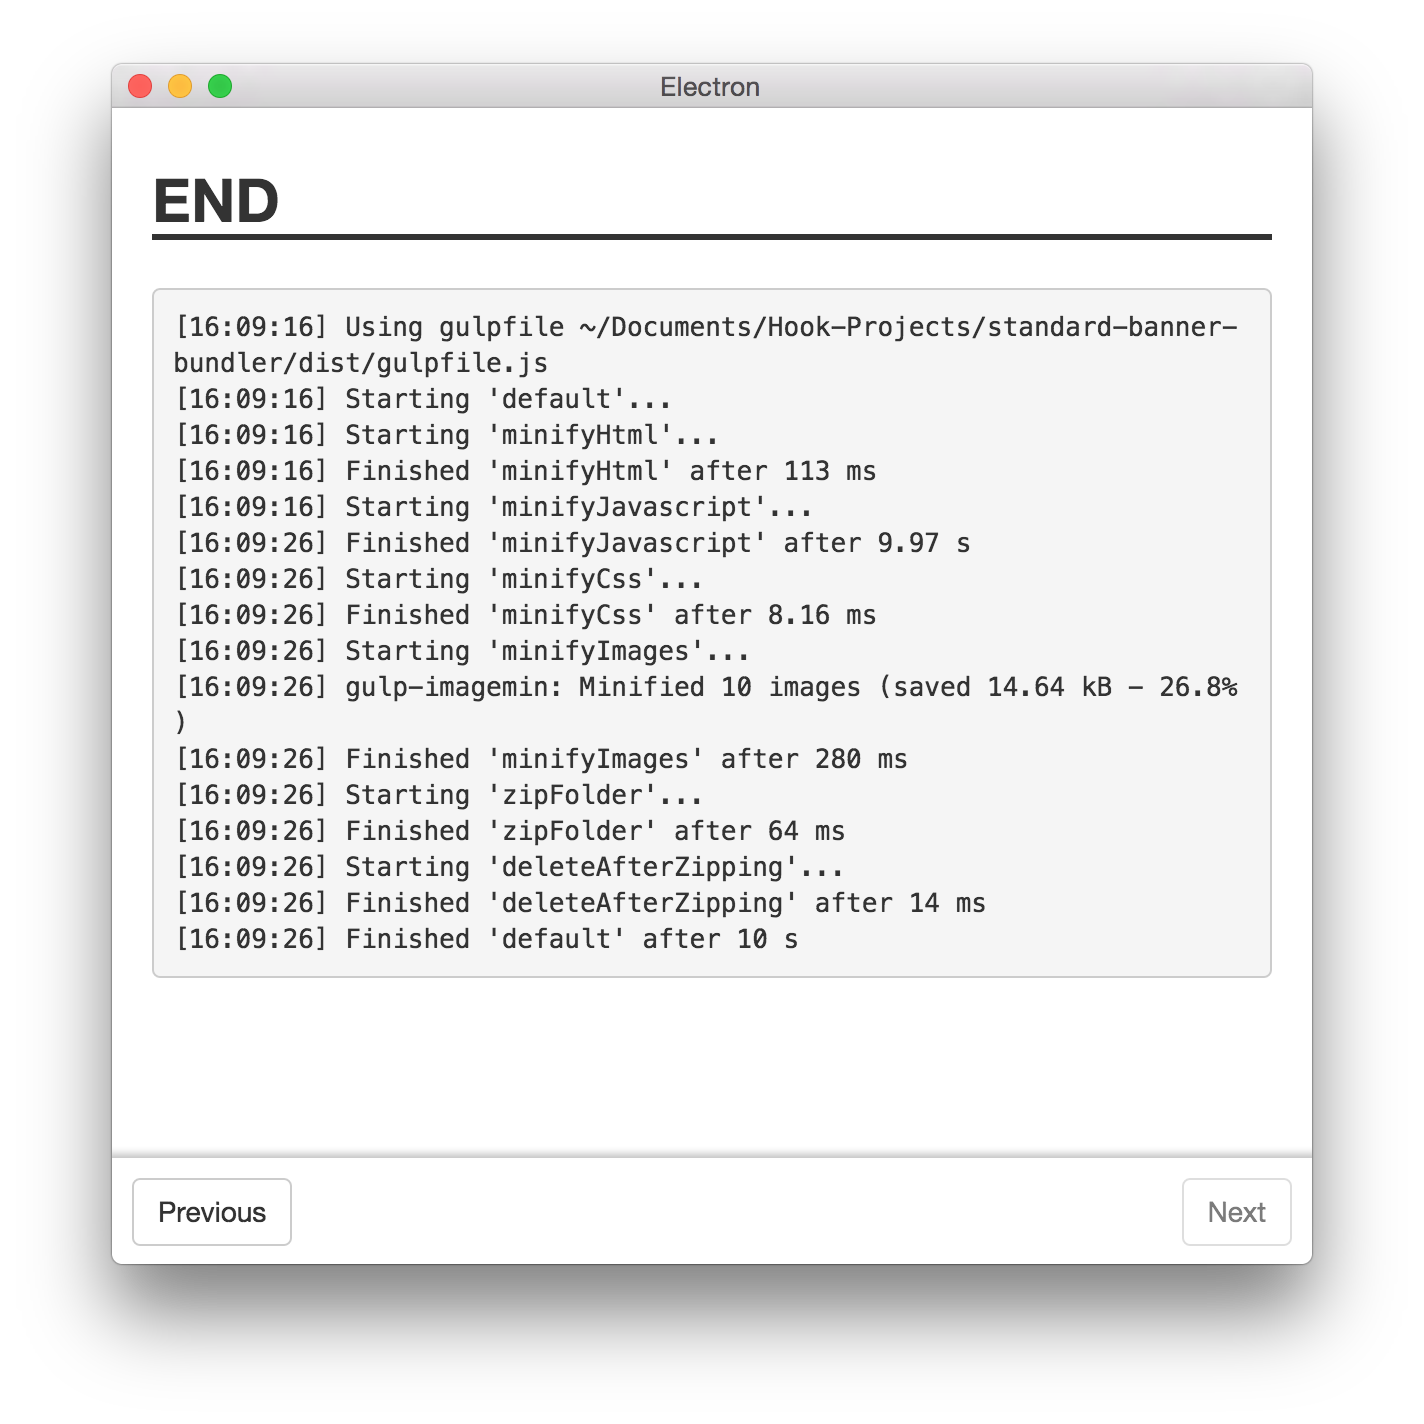 Electron
END
[16:09:16] Using gulpfile ~/Documents/Hook-Projects/standard-banner-
bundler/dist/gulpfile.js
[16:09:16] Starting 'default'...
[16:09:16] Starting 'minifyHtml'...
[16:09:16] Finished 'minifyHtml' after 113 ms
[16:09:16] Starting 'minifyJavascript'...
[16:09:26] Finished 'minifyJavascript' after 9.97 s
[16:09:26] Starting 'minifyCss'...
[16:09:26] Finished 'minifyCss' after 8.16 ms
[16:09:26] Starting 'minifyImages'...
[16:09:26] gulp-imagemin: Minified 10 images (saved 14.64 kB - 26.8%
)
[16:09:26] Finished 'minifyImages' after 280 ms
[16:09:26] Starting 'zipFolder'...
[16:09:26] Finished 'zipFolder' after 64 ms
[16:09:26] Starting 'deleteAfterZipping'...
[16:09:26] Finished 'deleteAfterZipping' after 14 ms
[16:09:26] Finished 'default' after 10 s
Previous
Next